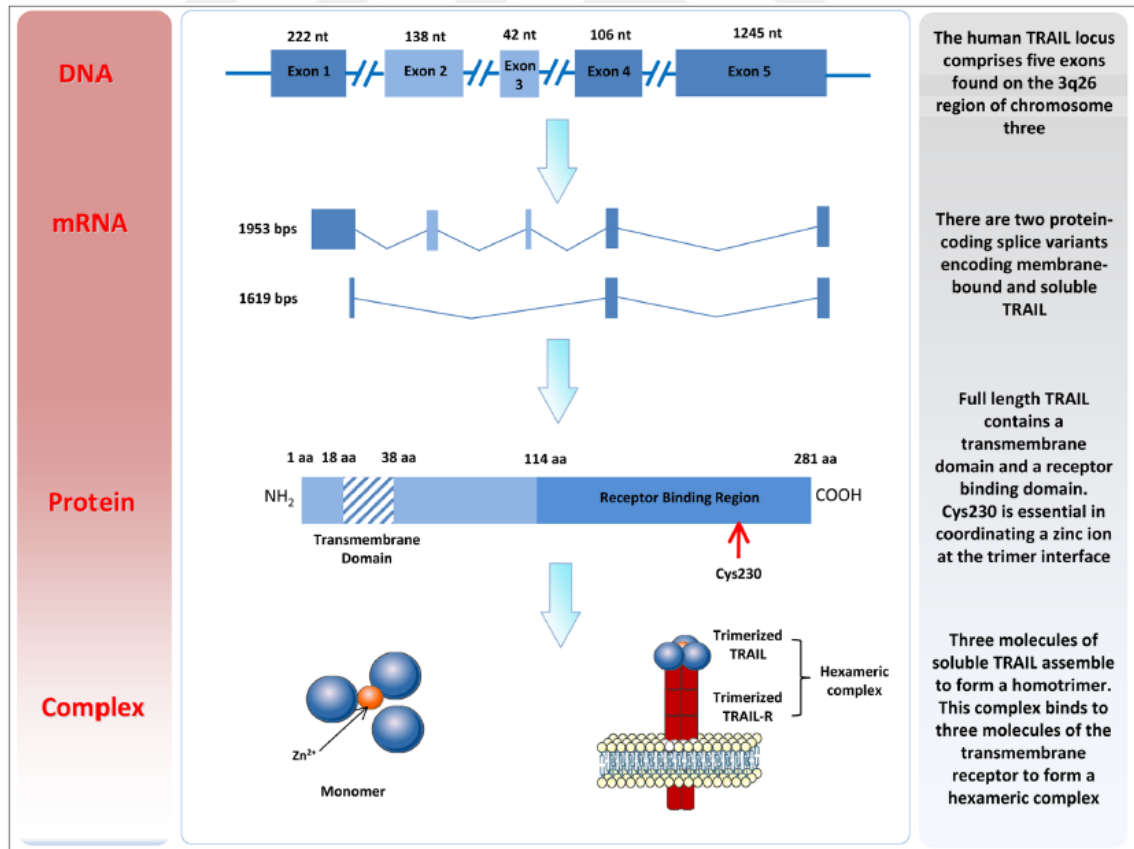 DNA
222 nt
138 nt
42 nt
106 nt
1245 nt
Exon 1
Exon 2
Exon
3
Exon 4
Exon 5
The human TRAIL locus
comprises five exons
found on the 3q26
region of chromosome
three
mRNA
1953 bps
1619 bps
There are two protein-
coding splice variants
encoding membrane-
bound and soluble
TRAIL
Protein
1 aa
18 aa
38 aa
114 aa
281 aa
NH₂
Receptor Binding Region
COOH
Transmembrane
Domain
Cys230
Full length TRAIL
contains a
transmembrane
domain and a receptor
binding domain.
Cys230 is essential in
coordinating a zinc ion
at the trimer interface
Complex
Zn²⁺
Monomer
Trimerized
TRAIL
Trimerized
TRAIL-R
Hexameric
complex
Three molecules of
soluble TRAIL assemble
to form a homotrimer.
This complex binds to
three molecules of the
transmembrane
receptor to form a
hexameric complex